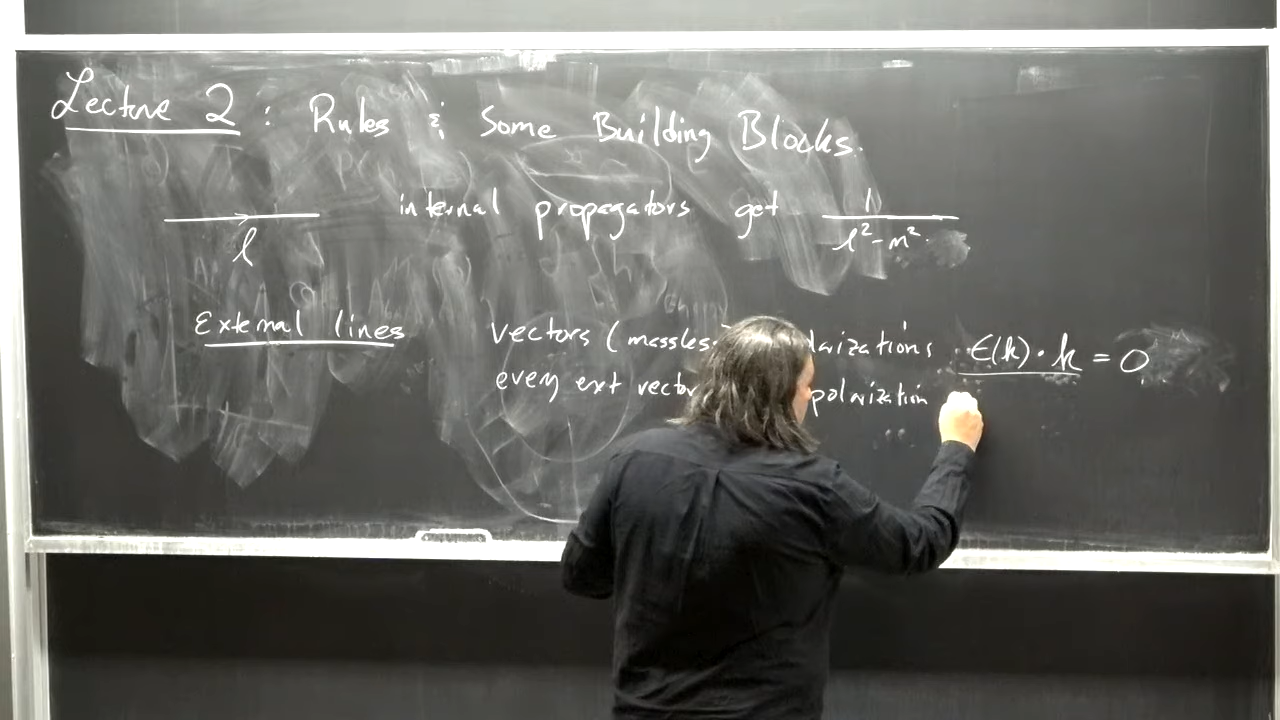 Lecture 2 : Rules & Some Building Blocks.
l internal propagators get 1/(l²-m²)
External lines vectors (massles ε(k)·k = 0
every ext vector polarization